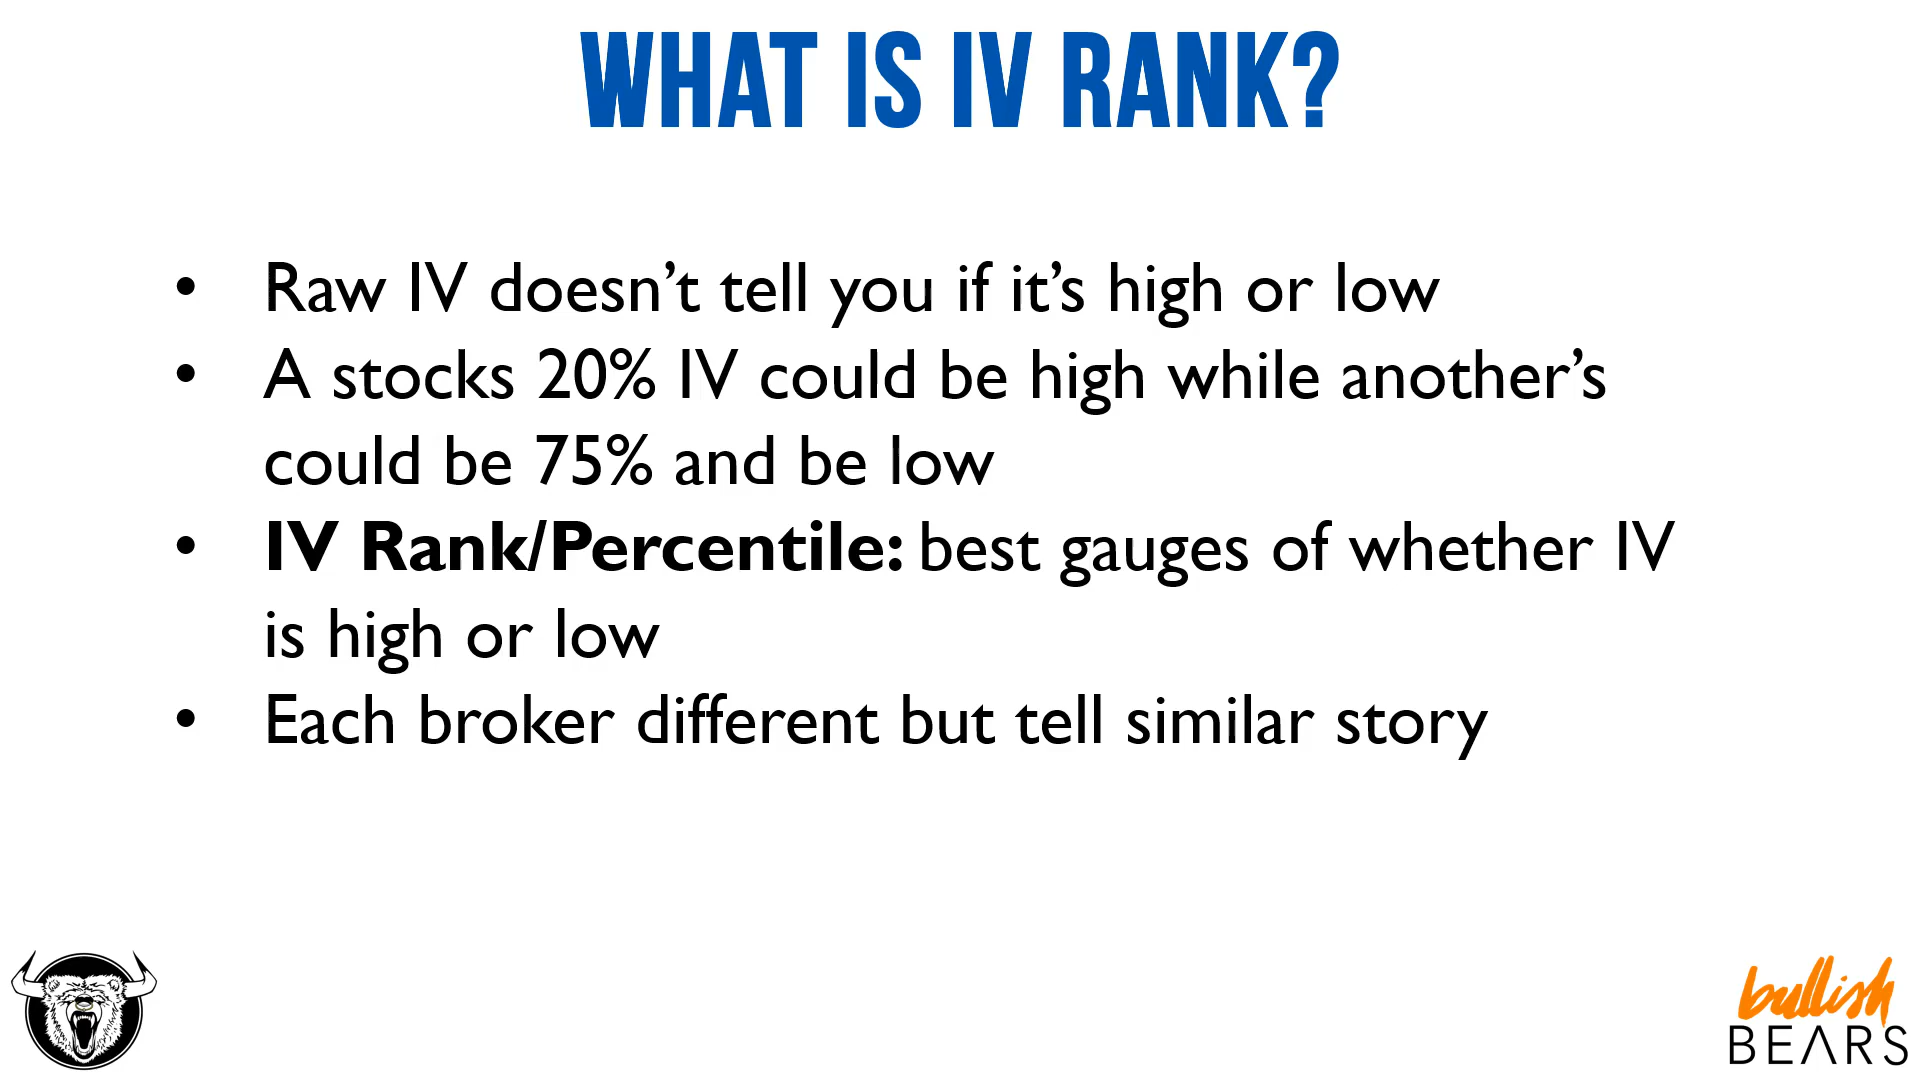 WHAT IS IV RANK?
• Raw IV doesn’t tell you if it’s high or low
• A stocks 20% IV could be high while another’s
could be 75% and be low
• IV Rank/Percentile: best gauges of whether IV
is high or low
• Each broker different but tell similar story
bullish
BEARS